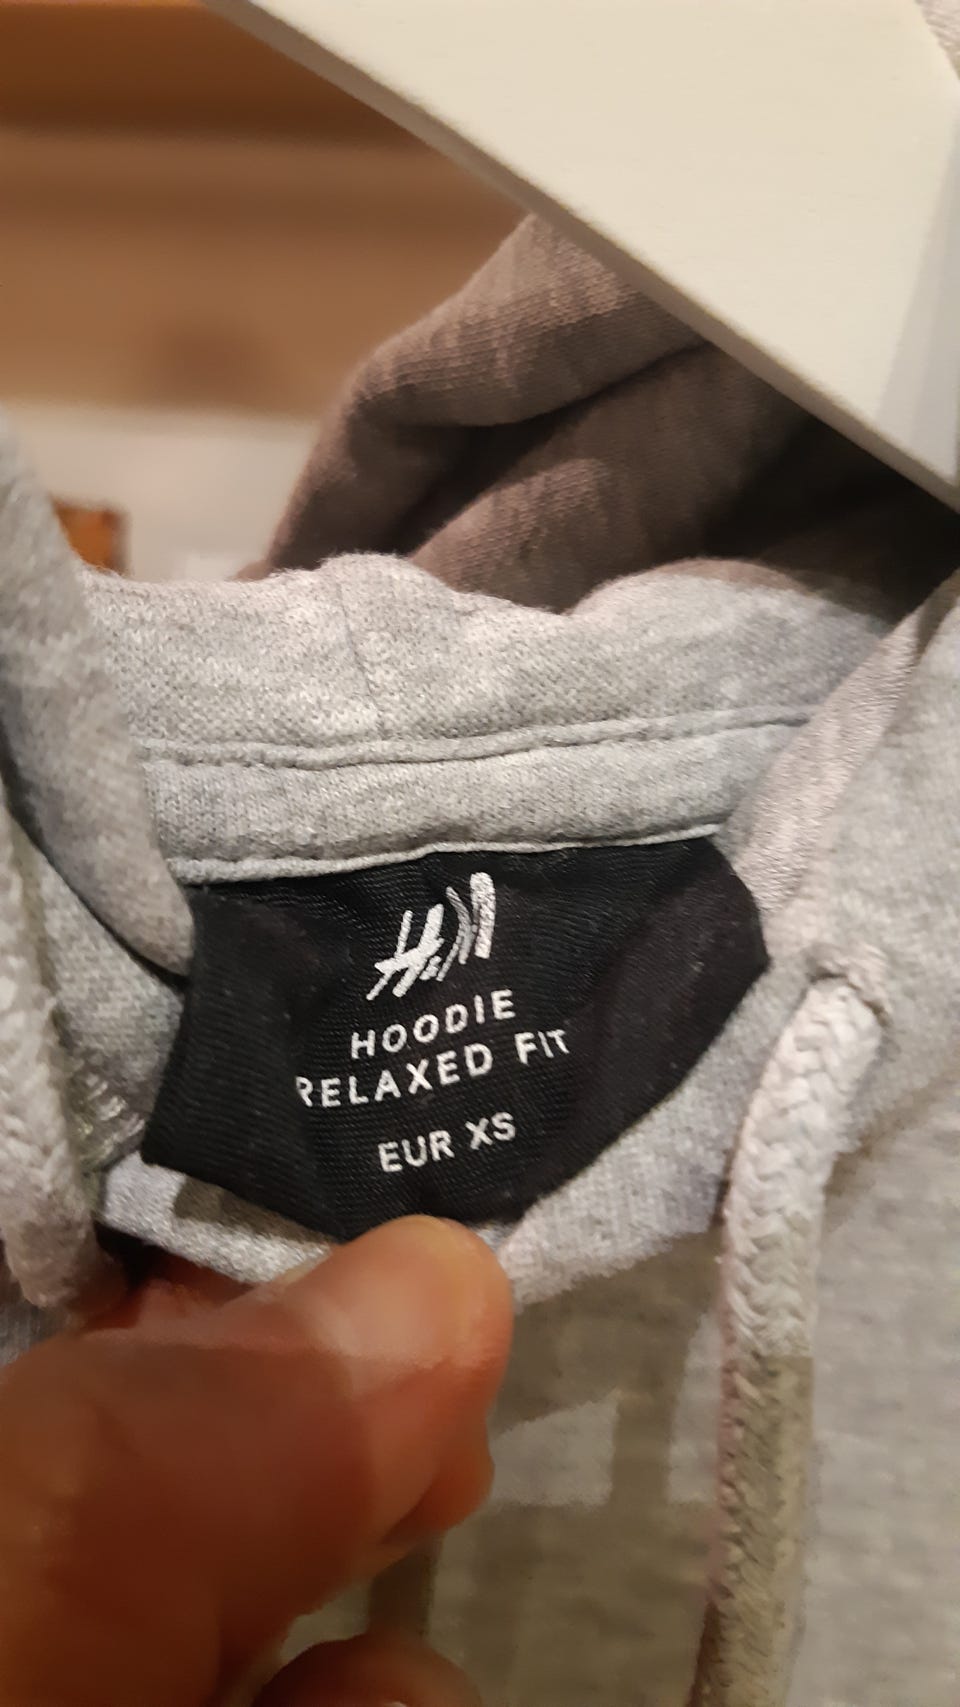 H&M
HOODIE
RELAXED FIT
EUR XS